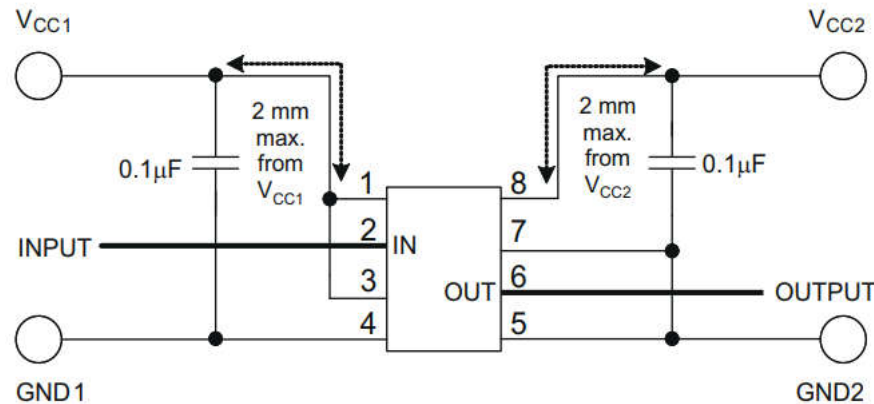 VCC1
VCC2
2 mm
max.
from
VCC1
2 mm
max.
from
VCC2
0.1µF
0.1µF
1
8
INPUT
2
IN
7
3
OUT
6
OUTPUT
4
5
GND1
GND2